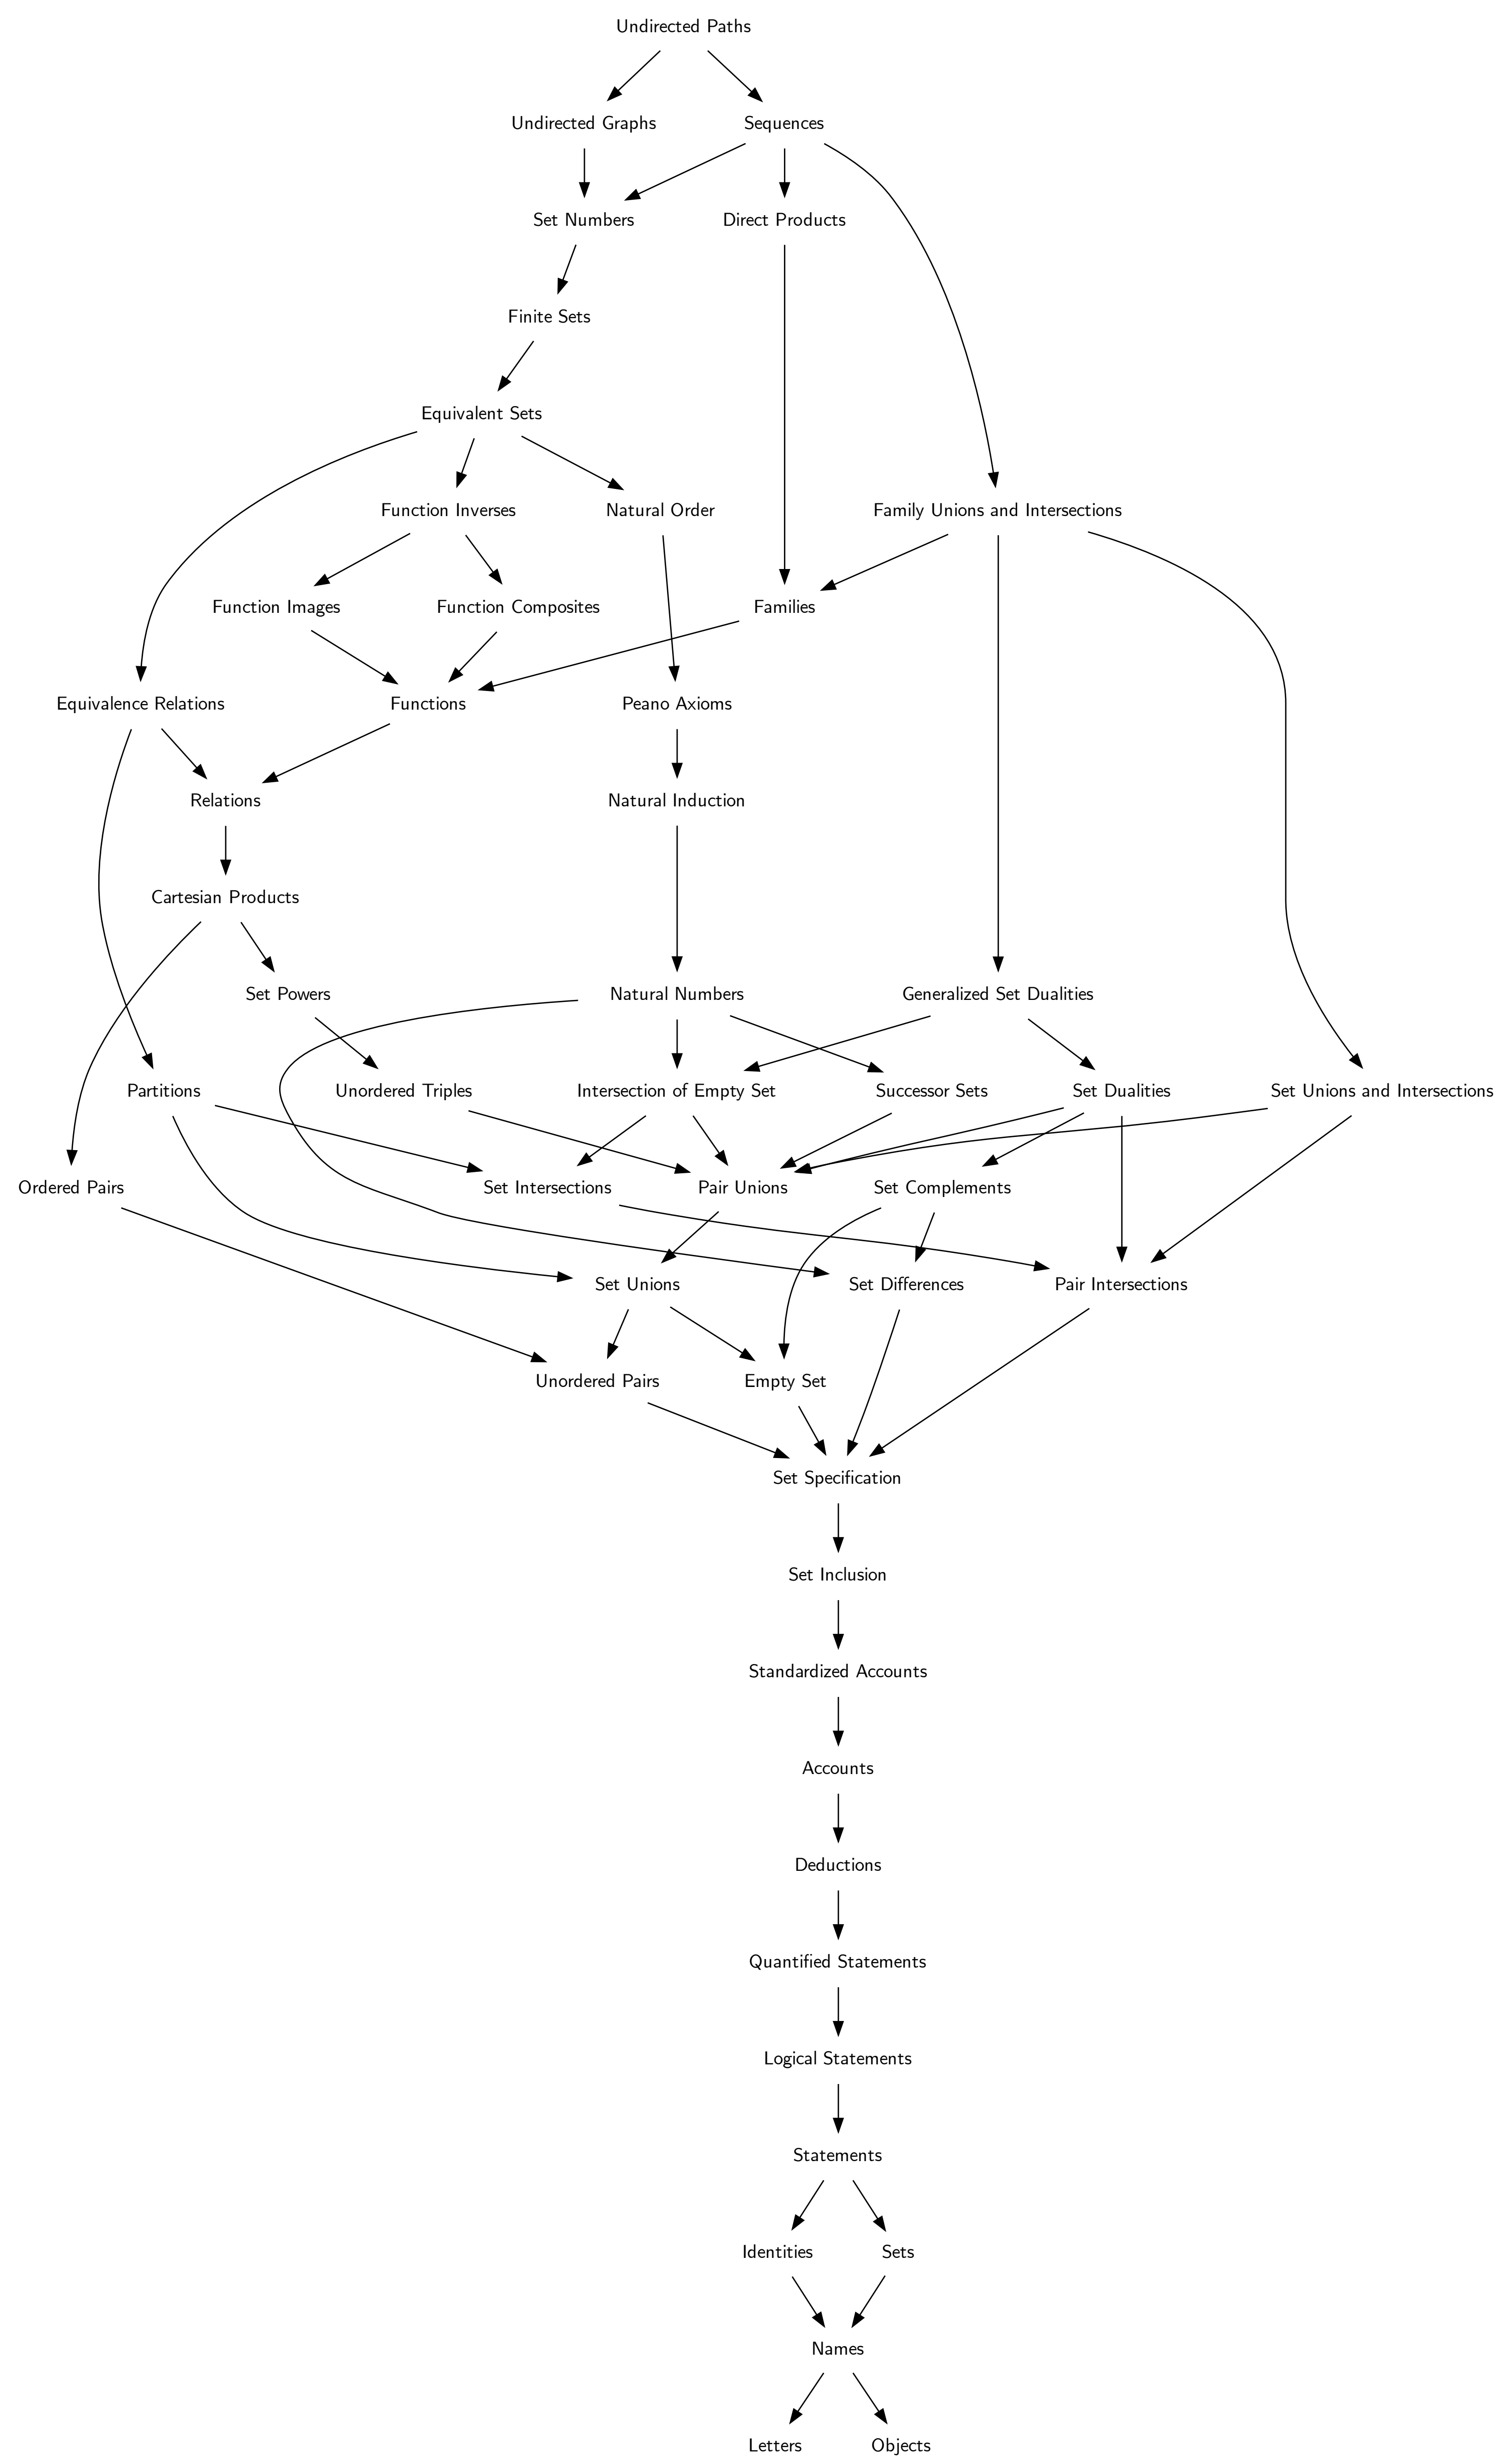 Undirected Paths
Undirected Graphs
Sequences
Set Numbers
Direct Products
Finite Sets
Equivalent Sets
Function Inverses
Natural Order
Family Unions and Intersections
Function Images
Function Composites
Families
Equivalence Relations
Functions
Peano Axioms
Relations
Natural Induction
Cartesian Products
Set Powers
Natural Numbers
Generalized Set Dualities
Partitions
Unordered Triples
Intersection of Empty Set
Successor Sets
Set Dualities
Set Unions and Intersections
Ordered Pairs
Set Intersections
Pair Unions
Set Complements
Set Unions
Set Differences
Pair Intersections
Unordered Pairs
Empty Set
Set Specification
Set Inclusion
Standardized Accounts
Accounts
Deductions
Quantified Statements
Logical Statements
Statements
Identities
Sets
Names
Letters
Objects